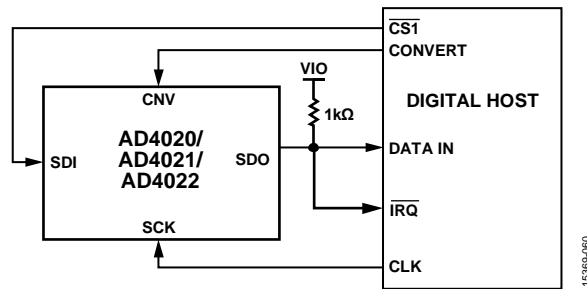 CS1
CONVERT
VIO
CNV
1kΩ
DIGITAL HOST
AD4020/
AD4021/
AD4022
SDI
SDO
DATA IN
IRQ
SCK
CLK
15369-060